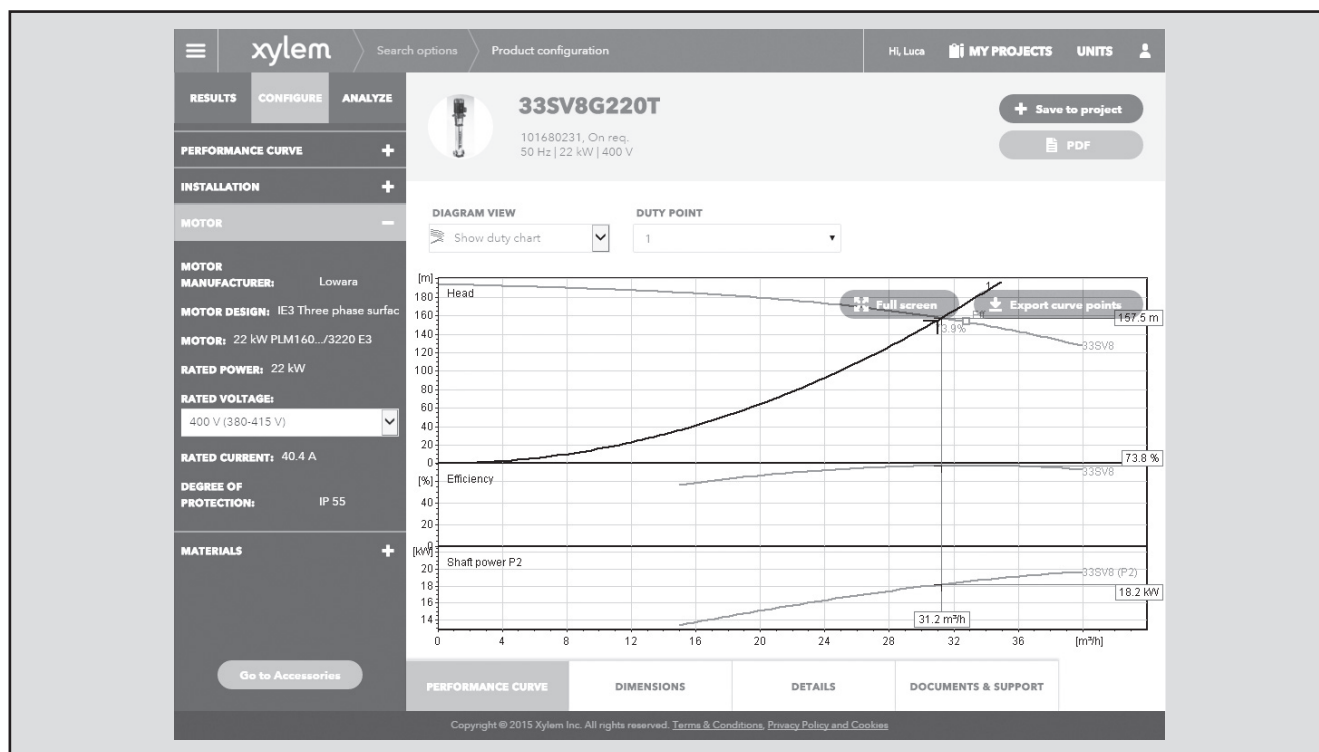 xylem
Search options
Product configuration
Hi, Luca
MY PROJECTS
UNITS
RESULTS
CONFIGURE
ANALYZE
PERFORMANCE CURVE
INSTALLATION
MOTOR
MOTOR
MANUFACTURER: Lowara
MOTOR DESIGN: IE3 Three phase surfac
MOTOR: 22 kW PLM160.../3220 E3
RATED POWER: 22 kW
RATED VOLTAGE:
400 V (380-415 V)
RATED CURRENT: 40.4 A
DEGREE OF
PROTECTION: IP 55
MATERIALS
Go to Accessories
33SV8G220T
101680231, On req.
50 Hz | 22 kW | 400 V
Save to project
PDF
DIAGRAM VIEW
Show duty chart
DUTY POINT
1
[m]
180
160
140
120
100
80
60
40
20
0
Head
1
Full screen
Export curve points
Eff
3.9%
157.5 m
33SV8
73.8 %
[%]
40
20
0
Efficiency
33SV8
[kW]
20
18
16
14
Shaft power P2
33SV8 (P2)
18.2 kW
31.2 m³/h
0 4 8 12 16 20 24 28 32 36 [m³/h]
PERFORMANCE CURVE
DIMENSIONS
DETAILS
DOCUMENTS & SUPPORT
Copyright © 2015 Xylem Inc. All rights reserved. Terms & Conditions, Privacy Policy and Cookies